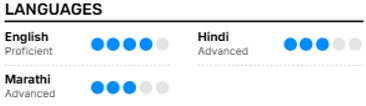 LANGUAGES
English
Proficient
Hindi
Advanced
Marathi
Advanced